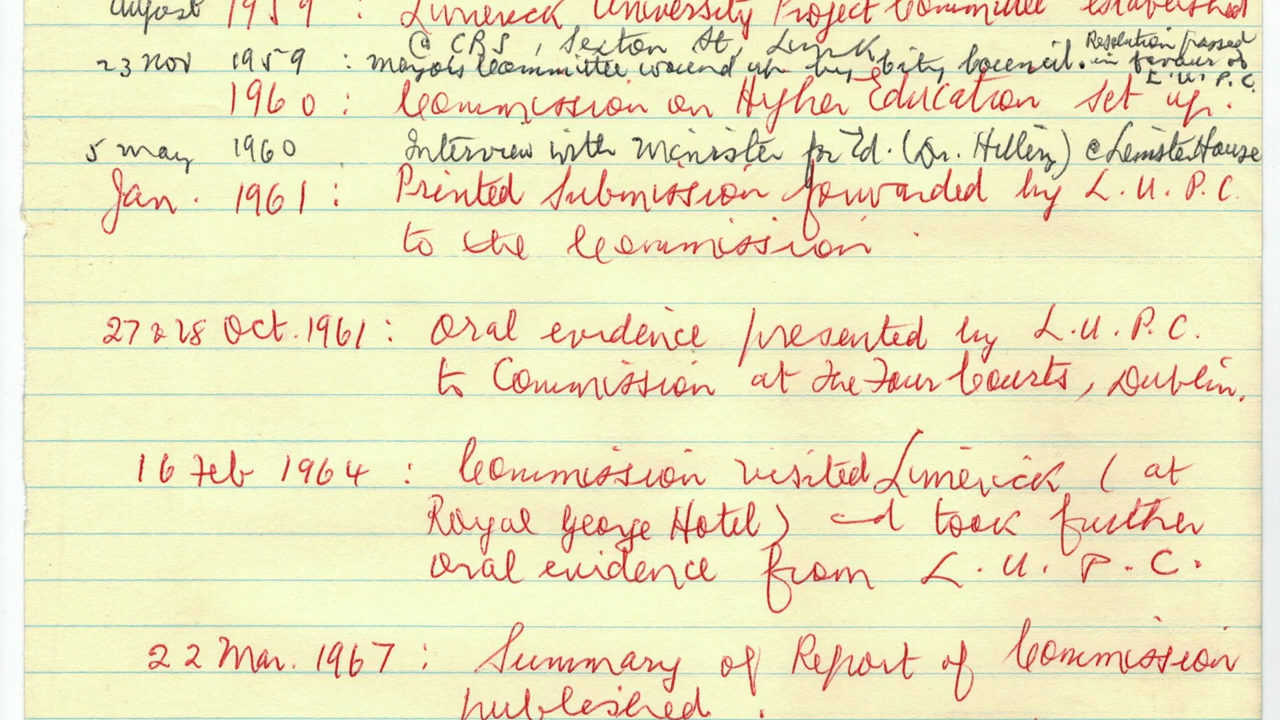 August 1959 : Limerick University Project Committee established
@ CBS, Sexton St, Lmk
23 Nov 1959 : Mayor's Committee wound up by City Council. Resolution passed in favour of L.U.P.C.
1960 : Commission on Higher Education set up.
5 May 1960 Interview with Minister for Ed. (Dr. Hillery) @ Leinster House
Jan. 1961 : Printed Submission forwarded by L.U.P.C.
to the Commission.
27 & 28 Oct. 1961 : Oral evidence presented by L.U.P.C.
to Commission at the Four Courts, Dublin.
16 Feb 1964 : Commission visited Limerick (at
Royal George Hotel) and took further
oral evidence from L.U.P.C.
22 Mar. 1967 : Summary of Report of Commission
published.